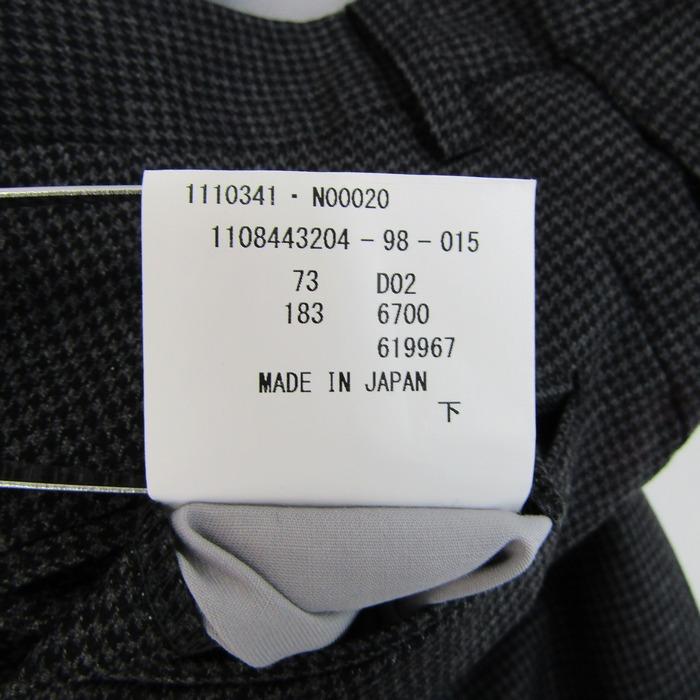 1110341・N00020
1108443204-98-015
73 D02
183 6700
619967
MADE IN JAPAN
下